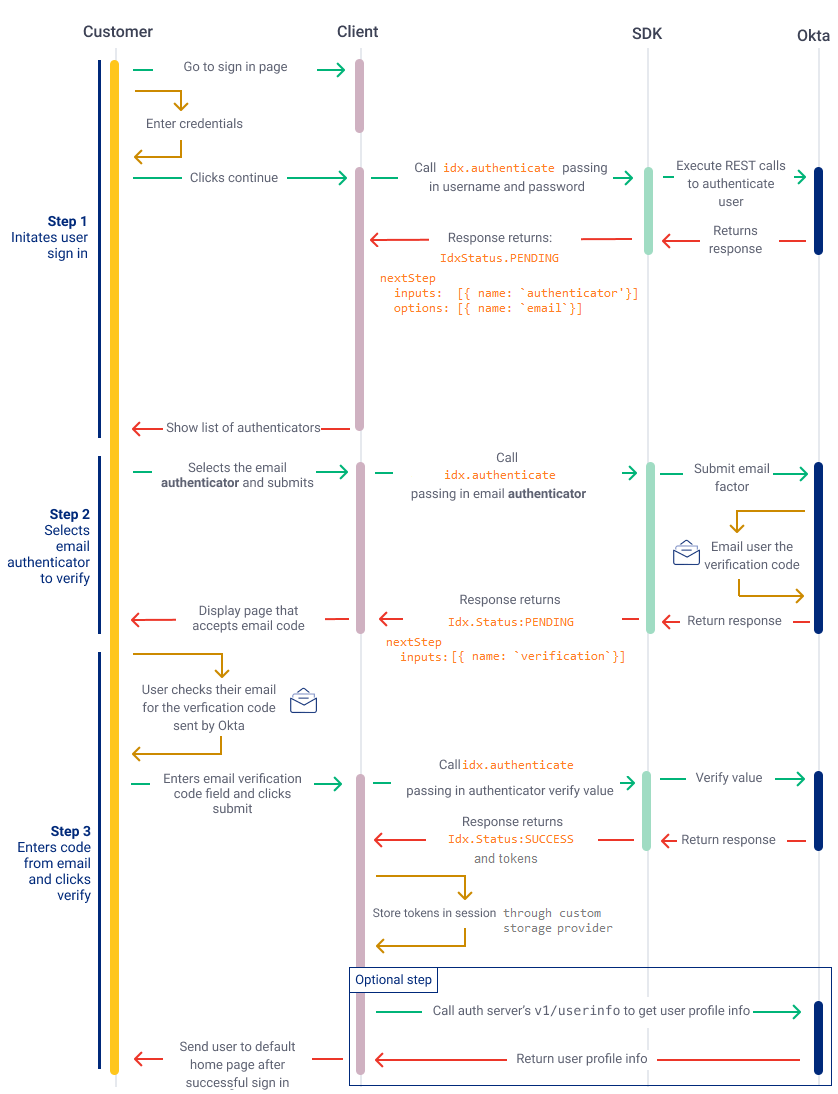 Customer
Client
SDK
Okta
Go to sign in page
Enter credentials
Clicks continue
Call idx.authenticate passing
in username and password
Execute REST calls
to authenticate
user
Step 1
Initates user
sign in
Response returns:
IdxStatus.PENDING
Returns
response
nextStep
inputs: [{ name: `authenticator'}]
options: [{ name: `email`}]
Show list of authenticators
Selects the email
authenticator and submits
Call
idx.authenticate
passing in email authenticator
Submit email
factor
Step 2
Selects
email
authenticator
to verify
Email user the
verification code
Display page that
accepts email code
Response returns
Idx.Status:PENDING
Return response
nextStep
inputs:[{ name: `verification`}]
User checks their email
for the verfication code
sent by Okta
Enters email verification
code field and clicks
submit
Call idx.authenticate
passing in authenticator verify value
Verify value
Step 3
Enters code
from email
and clicks
verify
Response returns
Idx.Status:SUCCESS
and tokens
Return response
Store tokens in session through custom
storage provider
Optional step
Call auth server's v1/userinfo to get user profile info
Send user to default
home page after
successful sign in
Return user profile info